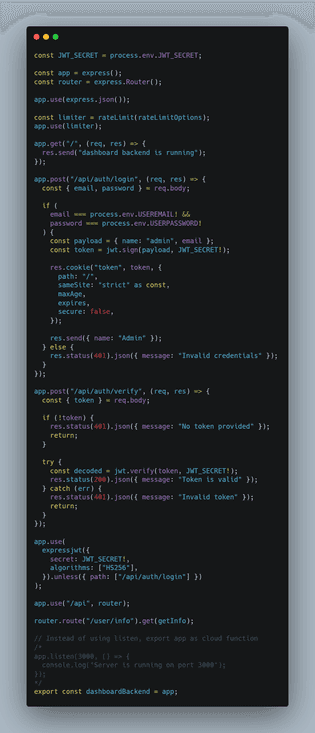 const JWT_SECRET = process.env.JWT_SECRET;
const app = express();
const router = express.Router();
app.use(express.json());
const limiter = rateLimit(rateLimitOptions);
app.use(limiter);
app.get("/", (req, res) => {
res.send("dashboard backend is running");
});
app.post("/api/auth/login", (req, res) => {
const { email, password } = req.body;
if (
email === process.env.USEREMAIL! &&
password === process.env.USERPASSWORD!
) {
const payload = { name: "admin", email };
const token = jwt.sign(payload, JWT_SECRET!);
res.cookie("token", token, {
path: "/",
sameSite: "strict" as const,
maxAge,
expires,
secure: false,
});
res.send({ name: "Admin" });
} else {
res.status(401).json({ message: "Invalid credentials" });
}
});
app.post("/api/auth/verify", (req, res) => {
const { token } = req.body;
if (!token) {
res.status(401).json({ message: "No token provided" });
return;
}
try {
const decoded = jwt.verify(token, JWT_SECRET!);
res.status(200).json({ message: "Token is valid" });
} catch (err) {
res.status(401).json({ message: "Invalid token" });
return;
}
});
app.use(
expressjwt({
secret: JWT_SECRET!,
algorithms: ["HS256"],
}).unless({ path: ["/api/auth/login"] })
);
app.use("/api", router);
router.route("/user/info").get(getInfo);
// Instead of using listen, export app as cloud function
/*
app.listen(3000, () => {
console.log("Server is running on port 3000");
});
*/
export const dashboardBackend = app;